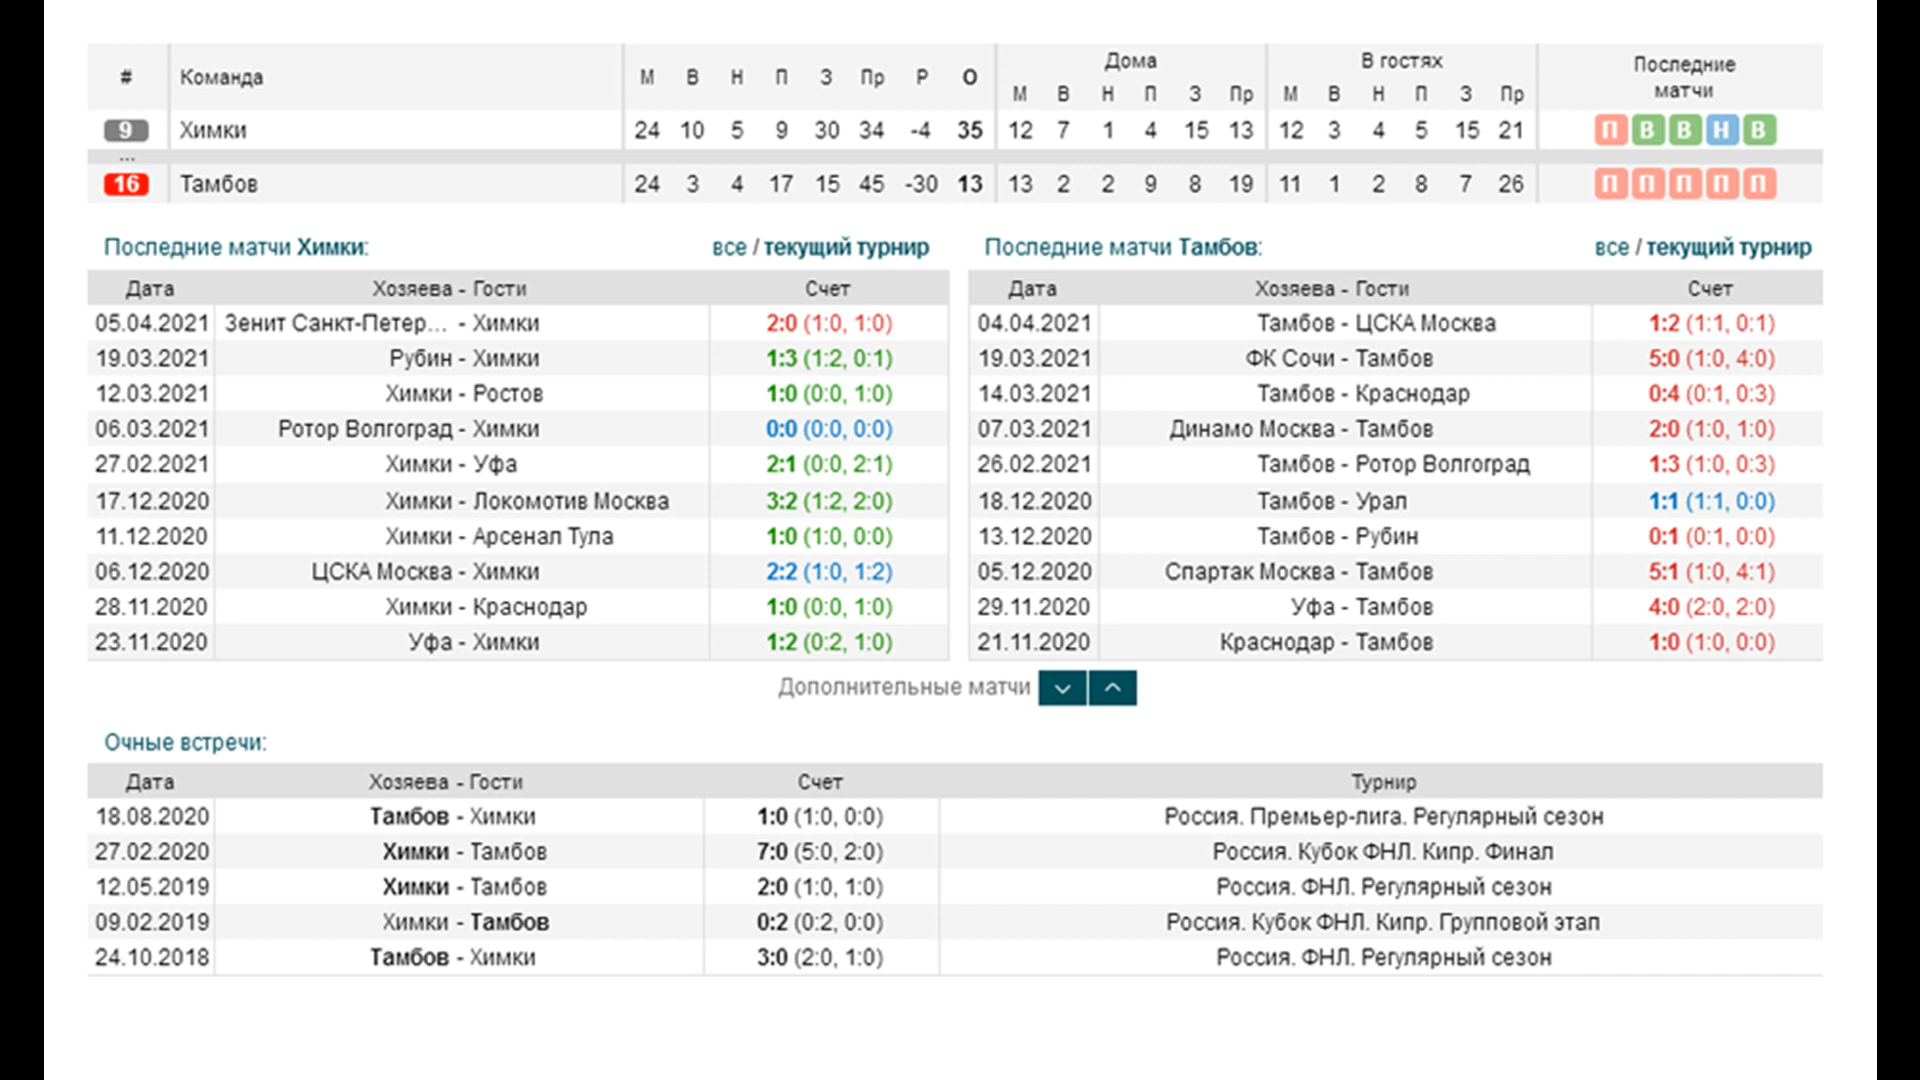 # Команда М В Н П З Пр Р О Дома М В Н П З Пр В гостях М В Н П З Пр Последние матчи
9 Химки 24 10 5 9 30 34 -4 35 12 7 1 4 15 13 12 3 4 5 15 21 П В В Н В
...
16 Тамбов 24 3 4 17 15 45 -30 13 13 2 2 9 8 19 11 1 2 8 7 26 П П П П П
Последние матчи Химки: все / текущий турнир
Дата Хозяева - Гости Счет
05.04.2021 Зенит Санкт-Петер... - Химки 2:0 (1:0, 1:0)
19.03.2021 Рубин - Химки 1:3 (1:2, 0:1)
12.03.2021 Химки - Ростов 1:0 (0:0, 1:0)
06.03.2021 Ротор Волгоград - Химки 0:0 (0:0, 0:0)
27.02.2021 Химки - Уфа 2:1 (0:0, 2:1)
17.12.2020 Химки - Локомотив Москва 3:2 (1:2, 2:0)
11.12.2020 Химки - Арсенал Тула 1:0 (1:0, 0:0)
06.12.2020 ЦСКА Москва - Химки 2:2 (1:0, 1:2)
28.11.2020 Химки - Краснодар 1:0 (0:0, 1:0)
23.11.2020 Уфа - Химки 1:2 (0:2, 1:0)
Последние матчи Тамбов: все / текущий турнир
Дата Хозяева - Гости Счет
04.04.2021 Тамбов - ЦСКА Москва 1:2 (1:1, 0:1)
19.03.2021 ФК Сочи - Тамбов 5:0 (1:0, 4:0)
14.03.2021 Тамбов - Краснодар 0:4 (0:1, 0:3)
07.03.2021 Динамо Москва - Тамбов 2:0 (1:0, 1:0)
26.02.2021 Тамбов - Ротор Волгоград 1:3 (1:0, 0:3)
18.12.2020 Тамбов - Урал 1:1 (1:1, 0:0)
13.12.2020 Тамбов - Рубин 0:1 (0:1, 0:0)
05.12.2020 Спартак Москва - Тамбов 5:1 (1:0, 4:1)
29.11.2020 Уфа - Тамбов 4:0 (2:0, 2:0)
21.11.2020 Краснодар - Тамбов 1:0 (1:0, 0:0)
Дополнительные матчи
Очные встречи:
Дата Хозяева - Гости Счет Турнир
18.08.2020 Тамбов - Химки 1:0 (1:0, 0:0) Россия. Премьер-лига. Регулярный сезон
27.02.2020 Химки - Тамбов 7:0 (5:0, 2:0) Россия. Кубок ФНЛ. Кипр. Финал
12.05.2019 Химки - Тамбов 2:0 (1:0, 1:0) Россия. ФНЛ. Регулярный сезон
09.02.2019 Химки - Тамбов 0:2 (0:2, 0:0) Россия. Кубок ФНЛ. Кипр. Групповой этап
24.10.2018 Тамбов - Химки 3:0 (2:0, 1:0) Россия. ФНЛ. Регулярный сезон